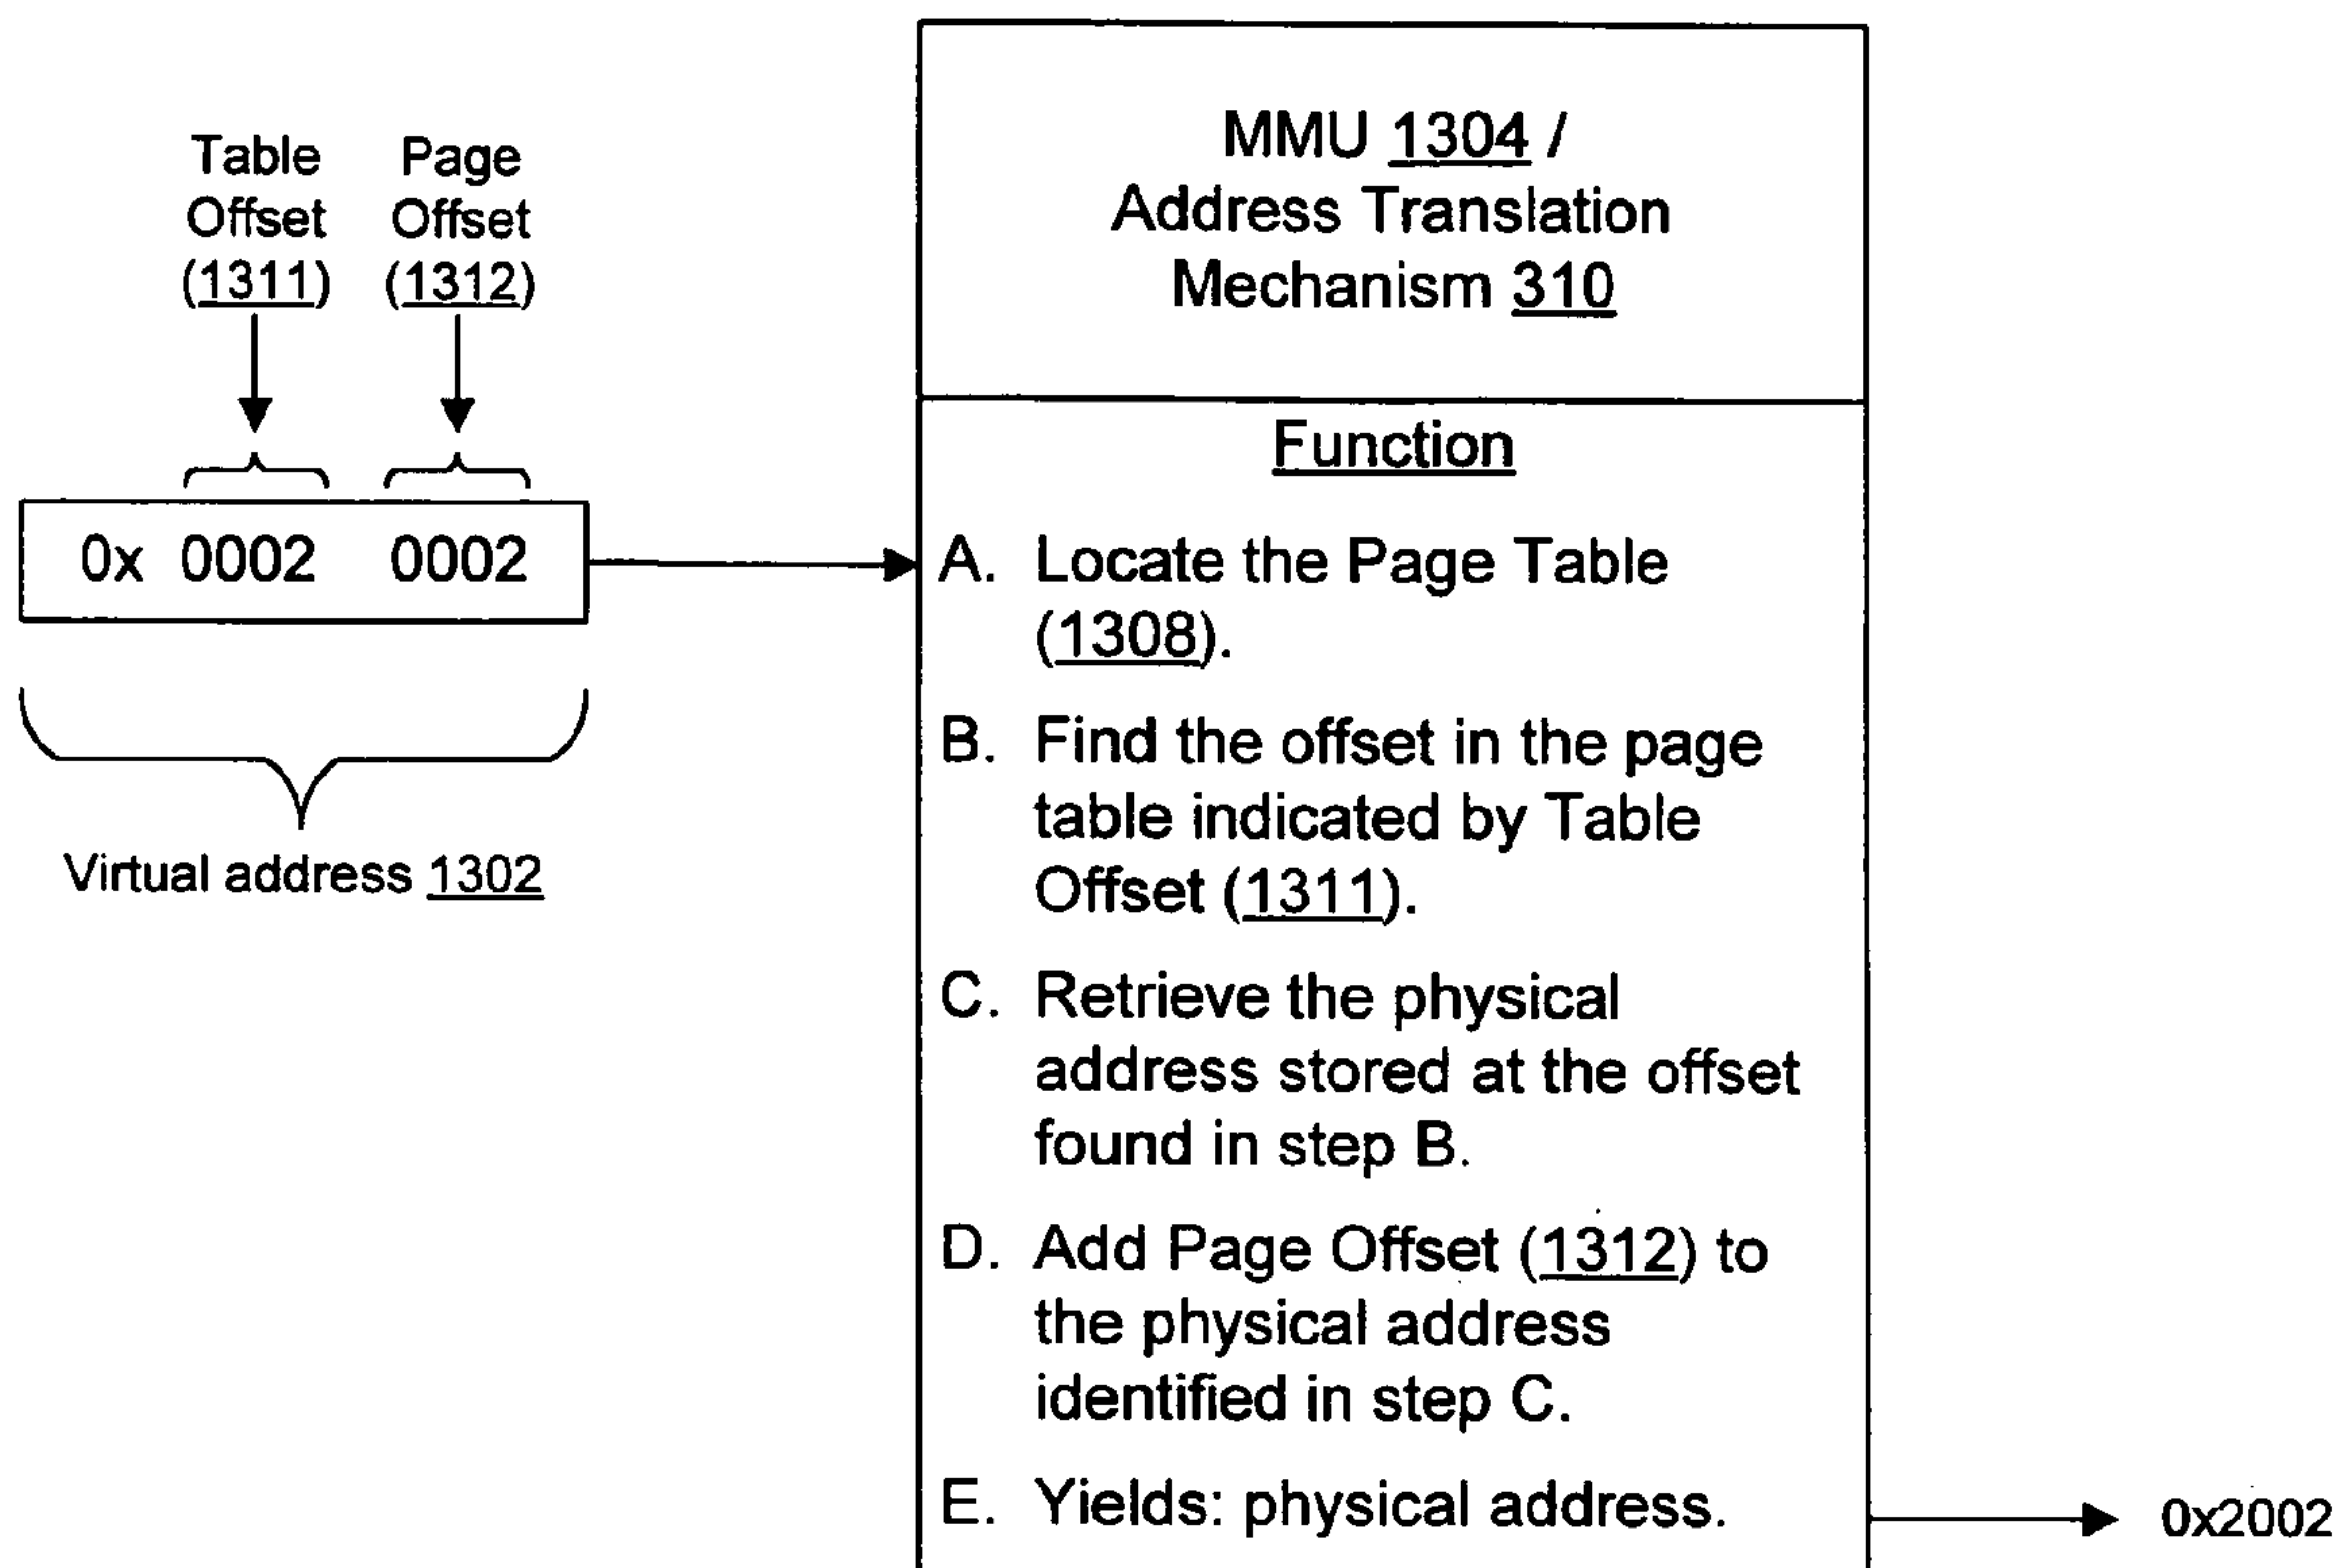 Table
Offset
(1311)
Page
Offset
(1312)
0x 0002 0002
Virtual address 1302
MMU 1304 /
Address Translation
Mechanism 310
Function
A. Locate the Page Table
(1308).
B. Find the offset in the page
table indicated by Table
Offset (1311).
C. Retrieve the physical
address stored at the offset
found in step B.
D. Add Page Offset (1312) to
the physical address
identified in step C.
E. Yields: physical address.
0x2002